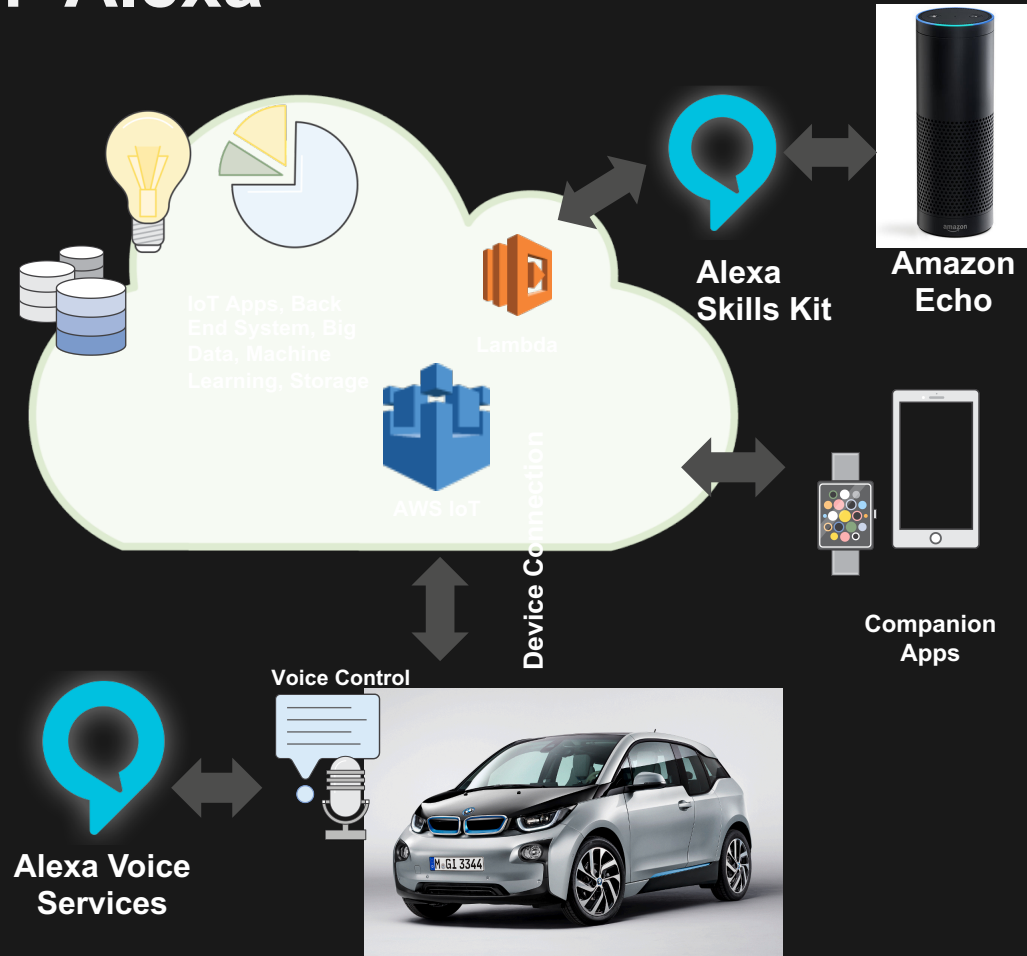 Alexa
IoT Apps, Back
End System, Big
Data, Machine
Learning, Storage
Lambda
AWS IoT
Device Connection
Alexa
Skills Kit
amazon
Amazon
Echo
Companion
Apps
Voice Control
M GI 3344
Alexa Voice
Services